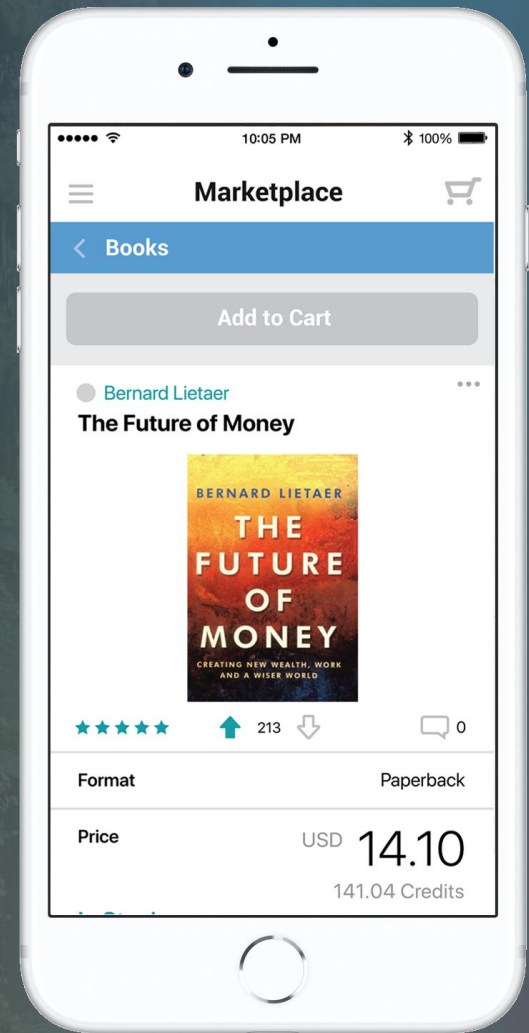 10:05 PM
100%
Marketplace
Books
Add to Cart
Bernard Lietaer
The Future of Money
BERNARD LIETAER
THE
FUTURE
OF
MONEY
CREATING NEW WEALTH, WORK
AND A WISER WORLD
213
0
Format Paperback
Price USD 14.10
141.04 Credits